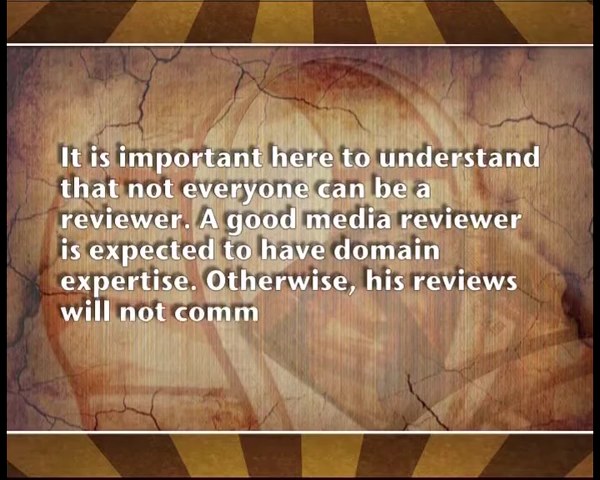 It is important here to understand
that not everyone can be a
reviewer. A good media reviewer
is expected to have domain
expertise. Otherwise, his reviews
will not comm